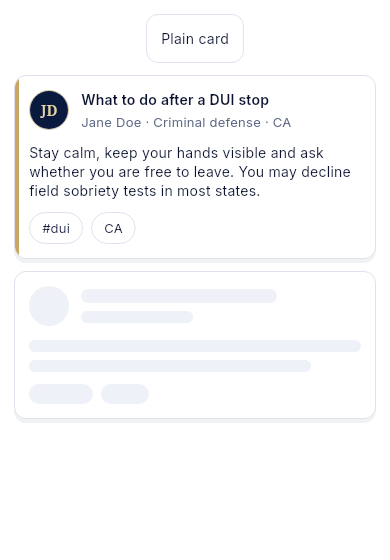 Plain card
JD
What to do after a DUI stop
Jane Doe · Criminal defense · CA
Stay calm, keep your hands visible and ask
whether you are free to leave. You may decline
field sobriety tests in most states.
#dui
CA